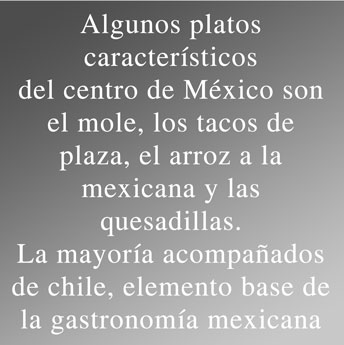 Algunos platos
característicos
del centro de México son
el mole, los tacos de
plaza, el arroz a la
mexicana y las
quesadillas.
La mayoría acompañados
de chile, elemento base de
la gastronomía mexicana